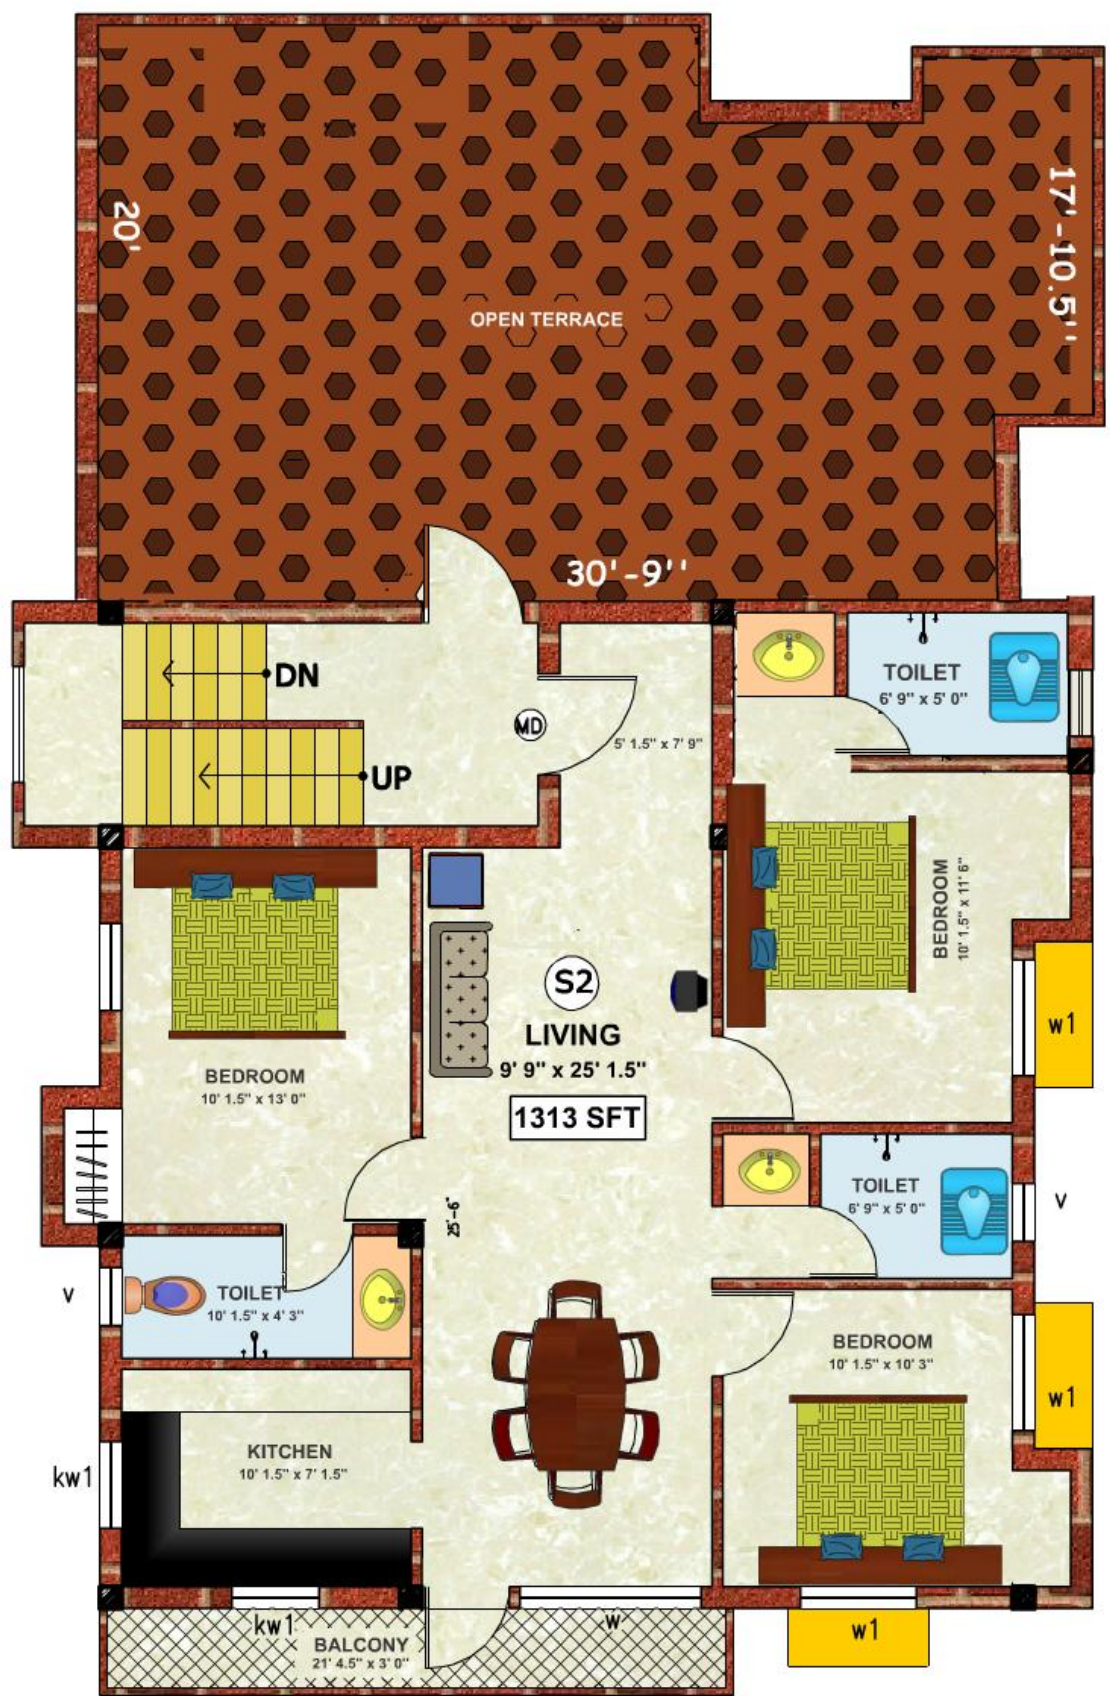 20'
17'-10.5''
OPEN TERRACE
30'-9''
DN
UP
MD
5' 1.5" x 7' 9"
TOILET
6' 9" x 5' 0"
BEDROOM
10' 1.5" x 11' 6"
S2
LIVING
9' 9" x 25' 1.5"
1313 SFT
w1
BEDROOM
10' 1.5" x 13' 0"
25'-6"
TOILET
6' 9" x 5' 0"
v
v
TOILET
10' 1.5" x 4' 3"
BEDROOM
10' 1.5" x 10' 3"
w1
KITCHEN
10' 1.5" x 7' 1.5"
kw1
kw1
w
w1
BALCONY
21' 4.5" x 3' 0"